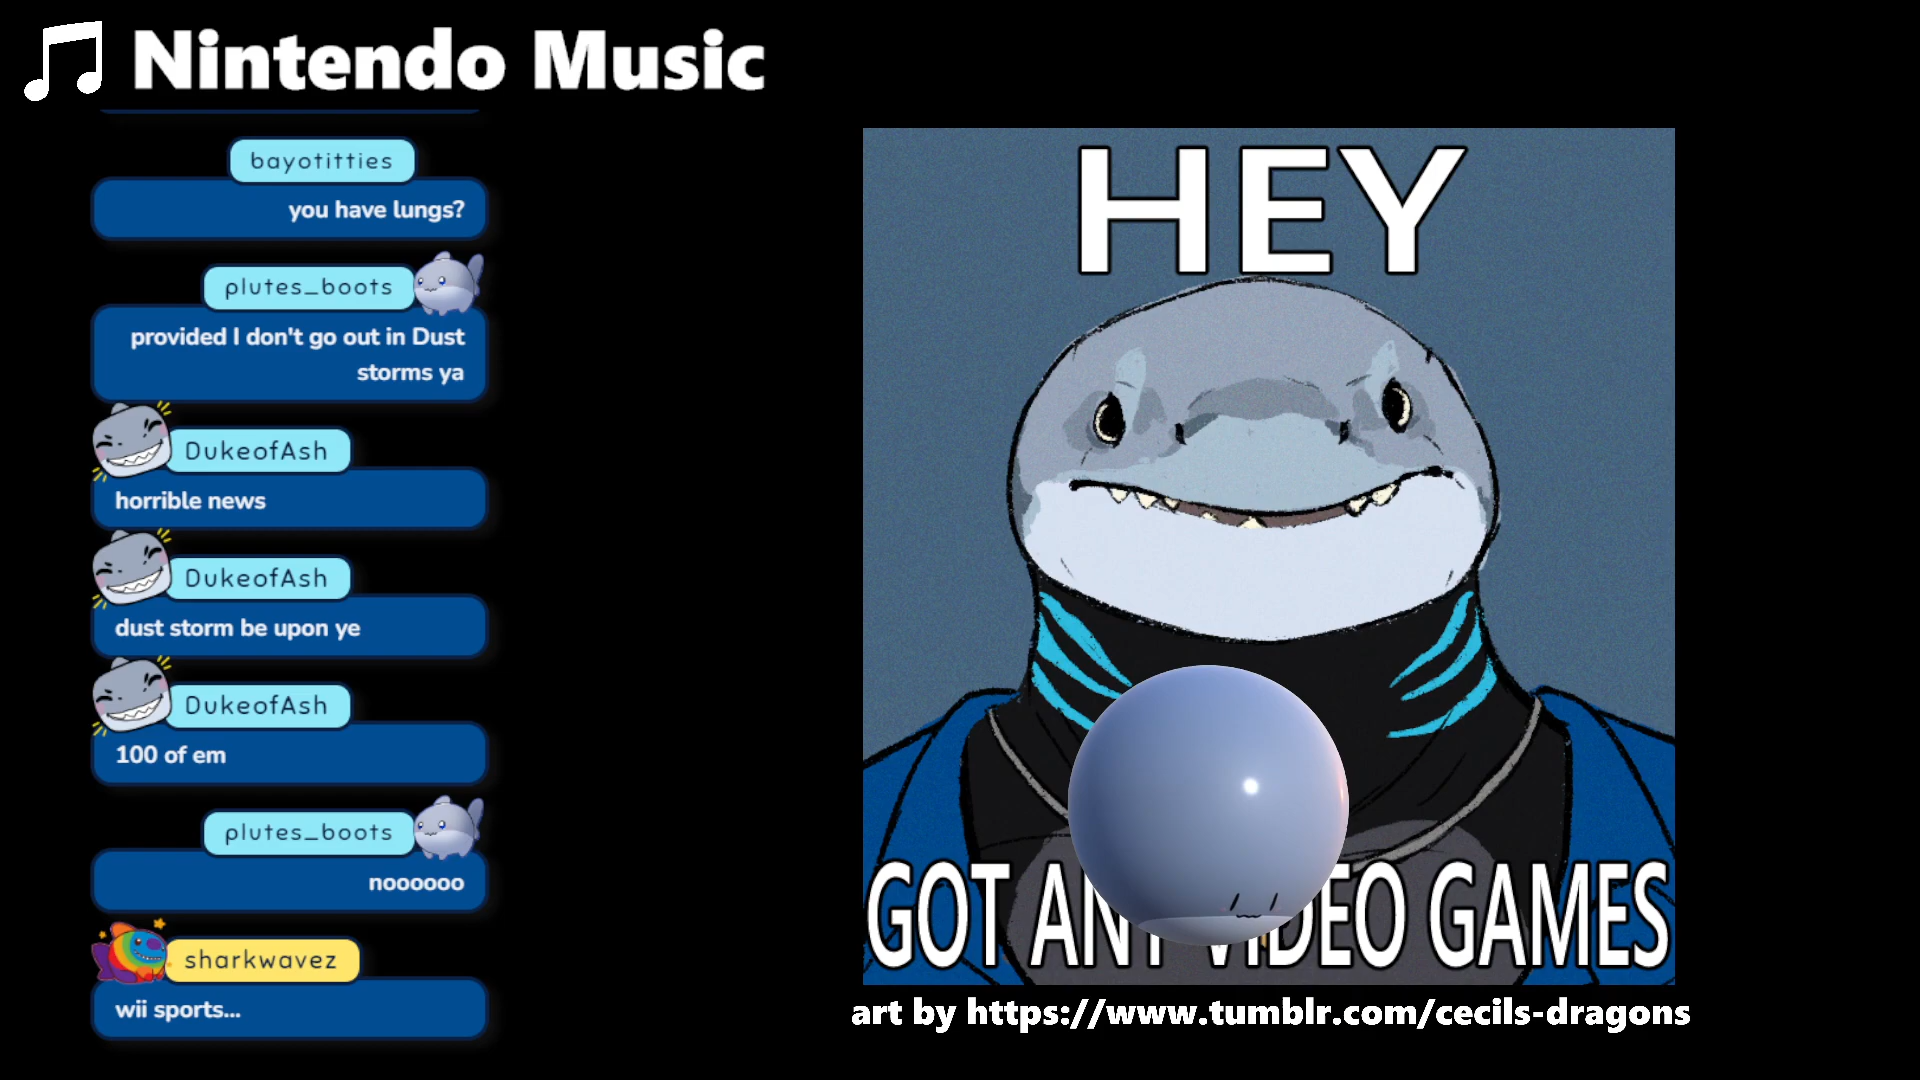 Nintendo Music
bayotitties
you have lungs?
plutes_boots
provided I don't go out in Dust
storms ya
DukeofAsh
horrible news
DukeofAsh
dust storm be upon ye
DukeofAsh
100 of em
plutes_boots
noooooo
sharkwavez
wii sports...
HEY
GOT ANY VIDEO GAMES
art by https://www.tumblr.com/cecils-dragons